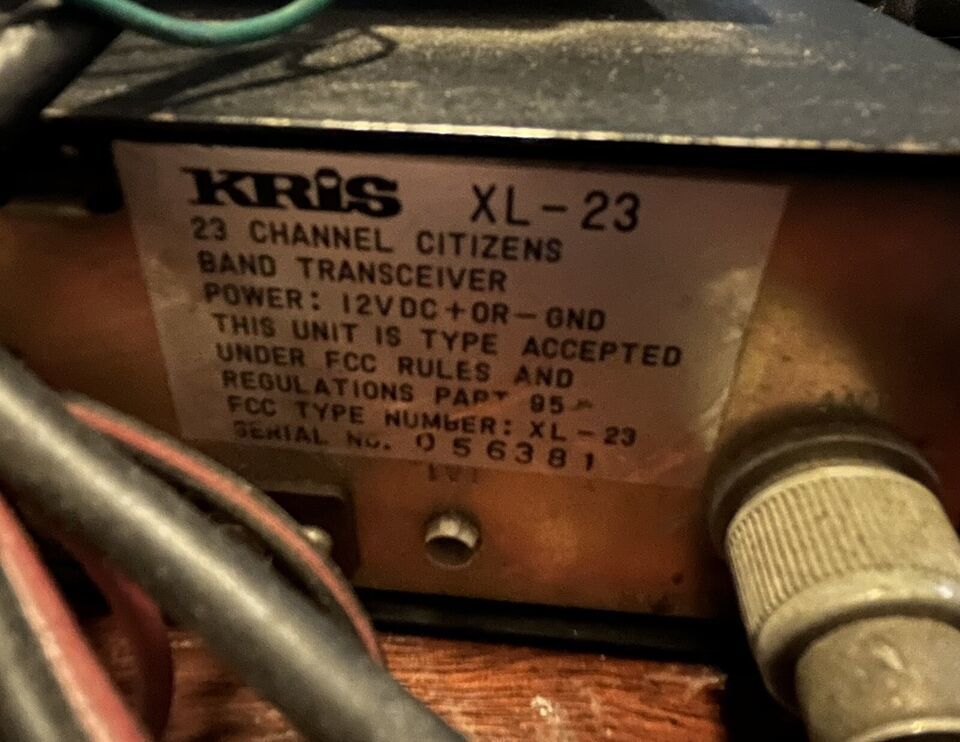 KRiS XL-23
23 CHANNEL CITIZENS
BAND TRANSCEIVER
POWER: 12VDC+OR-GND
THIS UNIT IS TYPE ACCEPTED
UNDER FCC RULES AND
REGULATIONS PART 95
FCC TYPE NUMBER: XL-23
SERIAL NO. 056381